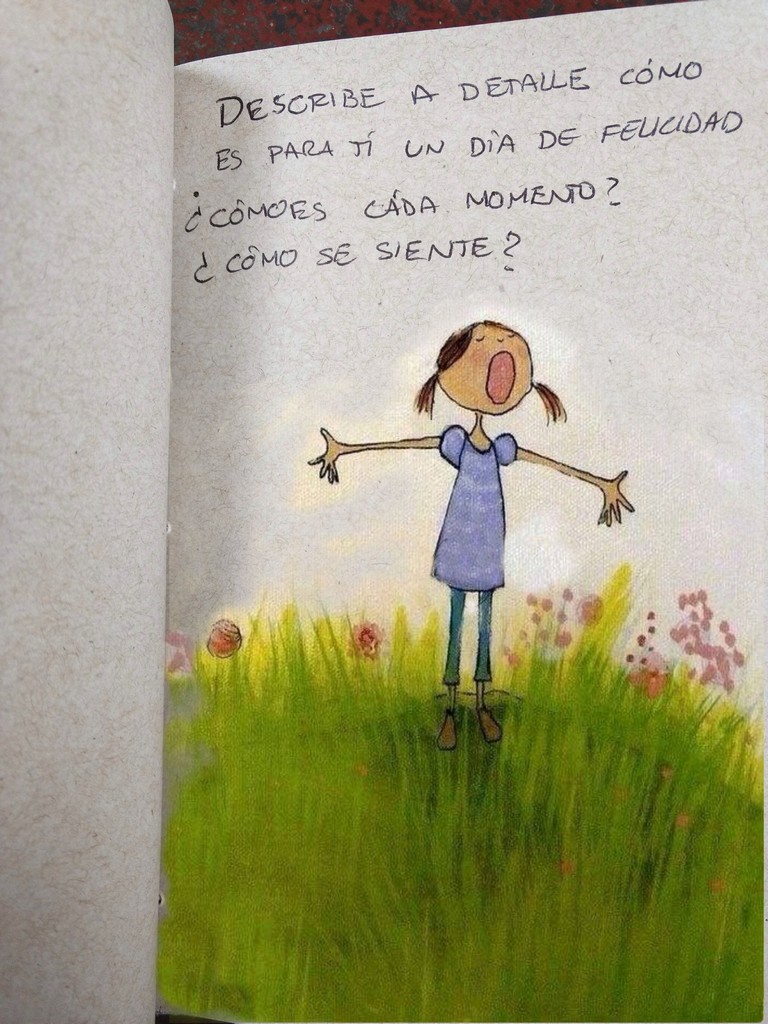 DESCRIBE A DETALLE CÓMO
ES PARA TÍ UN DÍA DE FELICIDAD
¿CÓMOES CÁDA MOMENTO?
¿CÓMO SE SIENTE?